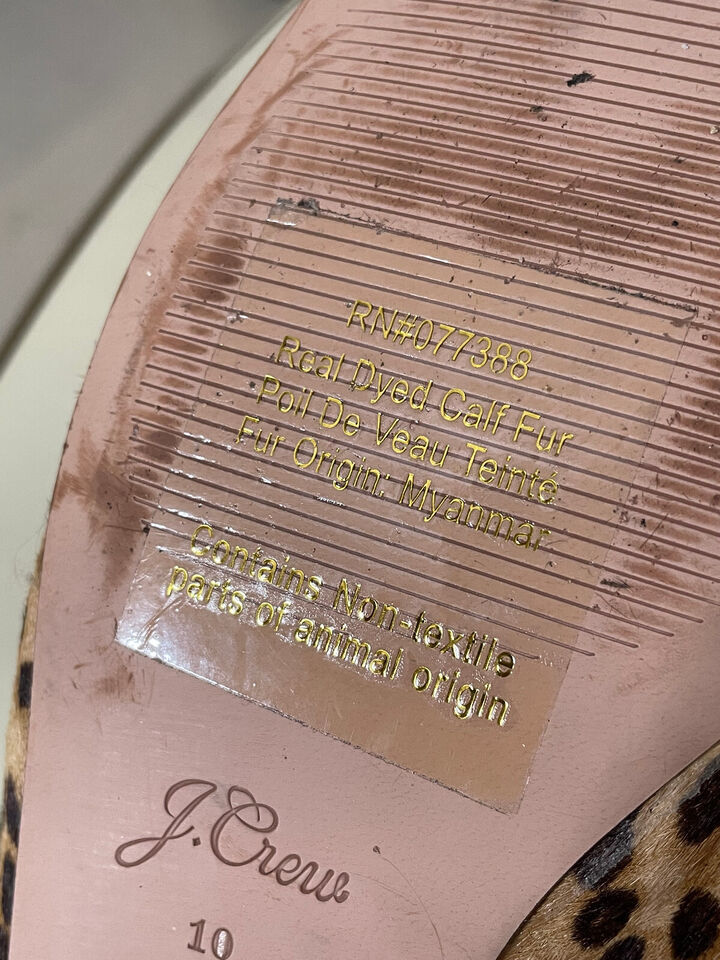 RN#077388
Real Dyed Calf Fur
Poil De Veau Teinté
Fur Origin: Myanmar
Contains Non-textile
parts of animal origin
J.Crew
10